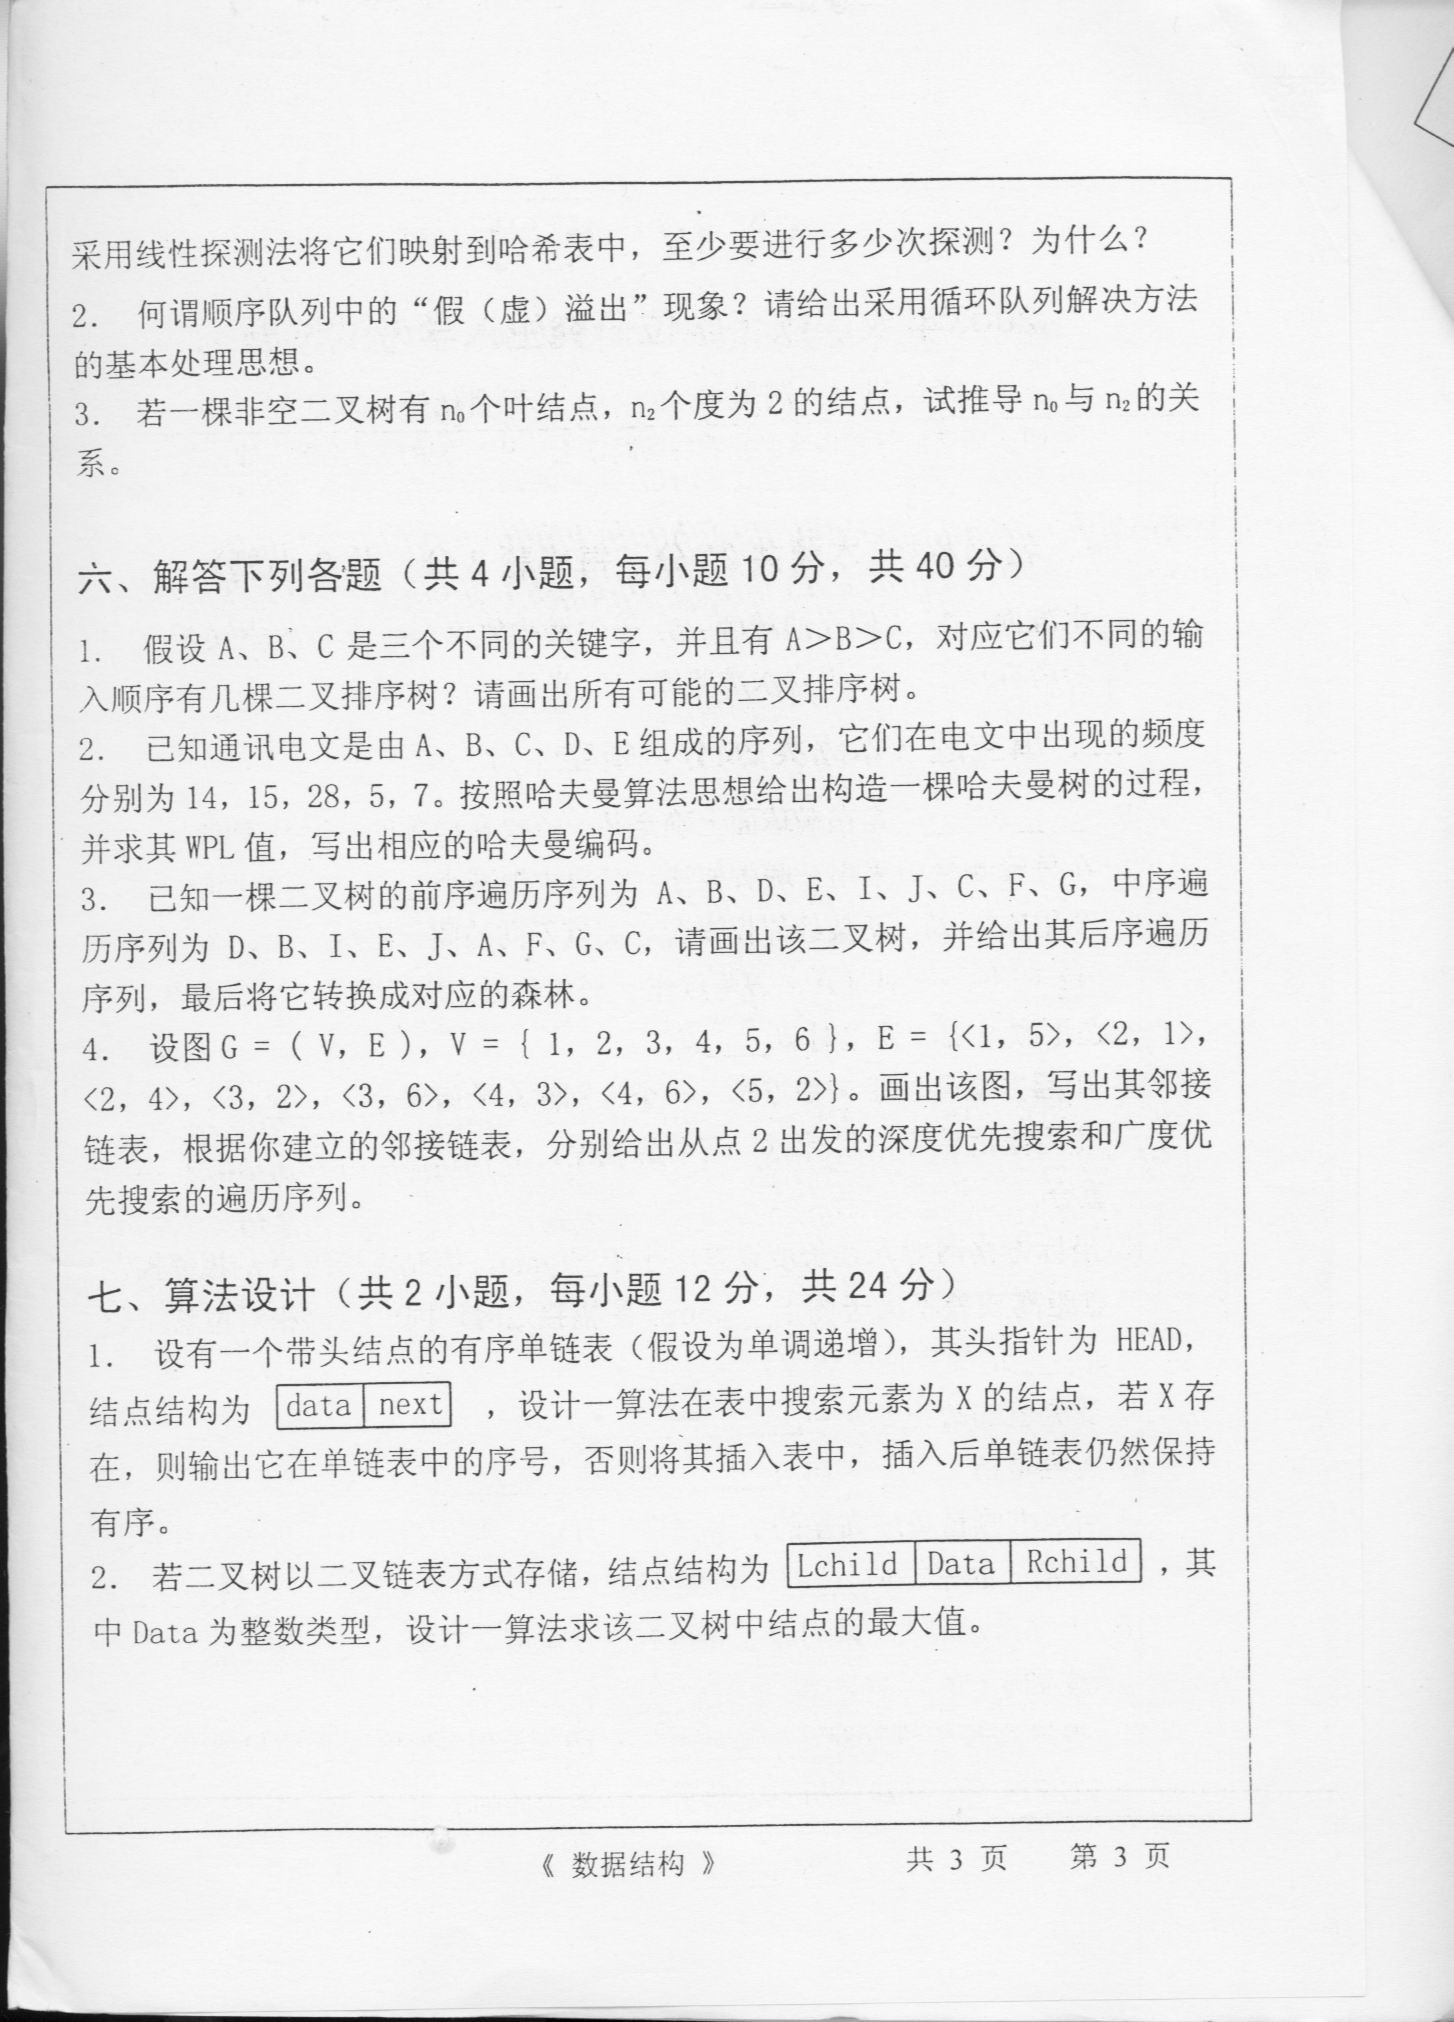 采用线性探测法将它们映射到哈希表中，至少要进行多少次探测？为什么？
2． 何谓顺序队列中的“假（虚）溢出”现象？请给出采用循环队列解决方法
的基本处理思想。
3． 若一棵非空二叉树有 n₀个叶结点，n₂个度为 2 的结点，试推导 n₀与 n₂的关
系。
六、解答下列各题（共 4 小题，每小题 10 分，共 40 分）
1． 假设 A、B、C 是三个不同的关键字，并且有 A＞B＞C，对应它们不同的输
入顺序有几棵二叉排序树？请画出所有可能的二叉排序树。
2． 已知通讯电文是由 A、B、C、D、E 组成的序列，它们在电文中出现的频度
分别为 14，15，28，5，7。按照哈夫曼算法思想给出构造一棵哈夫曼树的过程，
并求其 WPL 值，写出相应的哈夫曼编码。
3． 已知一棵二叉树的前序遍历序列为 A、B、D、E、I、J、C、F、G，中序遍
历序列为 D、B、I、E、J、A、F、G、C，请画出该二叉树，并给出其后序遍历
序列，最后将它转换成对应的森林。
4． 设图 G = ( V，E )，V = { 1，2，3，4，5，6 }，E = {<1，5>，<2，1>，
<2，4>，<3，2>，<3，6>，<4，3>，<4，6>，<5，2>}。画出该图，写出其邻接
链表，根据你建立的邻接链表，分别给出从点 2 出发的深度优先搜索和广度优
先搜索的遍历序列。
七、算法设计（共 2 小题，每小题 12 分，共 24 分）
1． 设有一个带头结点的有序单链表（假设为单调递增），其头指针为 HEAD，
结点结构为 data next ，设计一算法在表中搜索元素为 X 的结点，若 X 存
在，则输出它在单链表中的序号，否则将其插入表中，插入后单链表仍然保持
有序。
2． 若二叉树以二叉链表方式存储，结点结构为 Lchild Data Rchild ，其
中 Data 为整数类型，设计一算法求该二叉树中结点的最大值。
《 数据结构 》 共 3 页 第 3 页